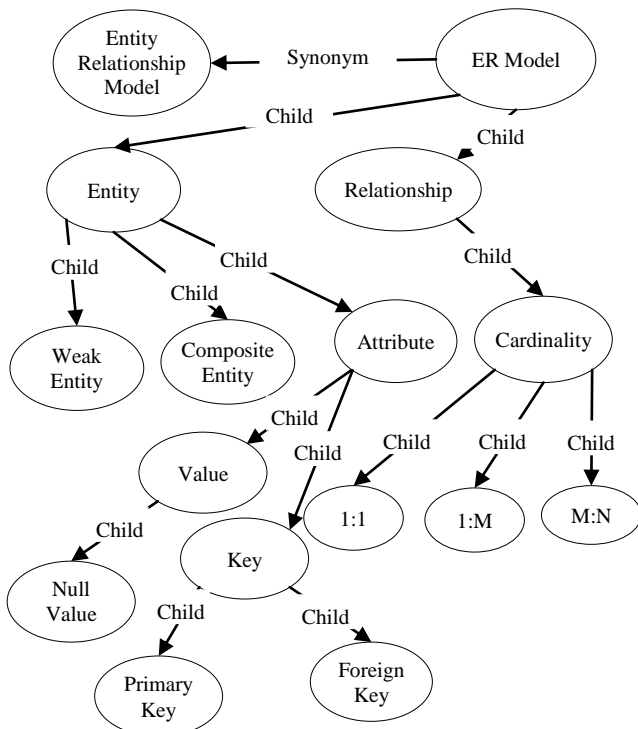 Entity
Relationship
Model
Synonym
ER Model
Child
Child
Entity
Relationship
Child
Child
Child
Child
Weak
Entity
Composite
Entity
Attribute
Cardinality
Child
Child
Child
Child
Child
Value
1:1
1:M
M:N
Child
Key
Null
Value
Child
Child
Primary
Key
Foreign
Key